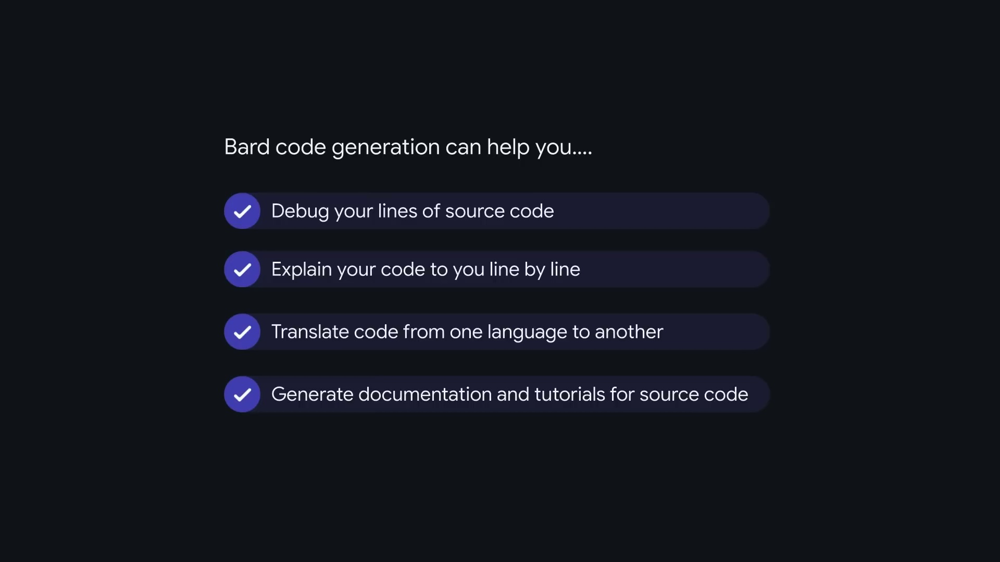 Bard code generation can help you....
Debug your lines of source code
Explain your code to you line by line
Translate code from one language to another
Generate documentation and tutorials for source code